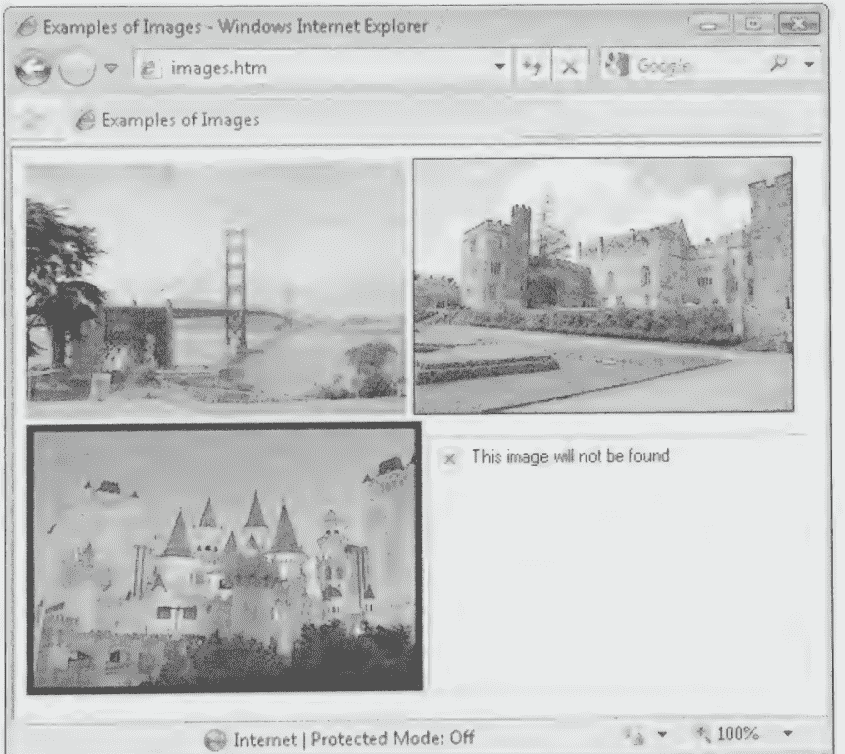 Examples of Images - Windows Internet Explorer
images.htm
Google
Examples of Images
This image will not be found
Internet | Protected Mode: Off
100%